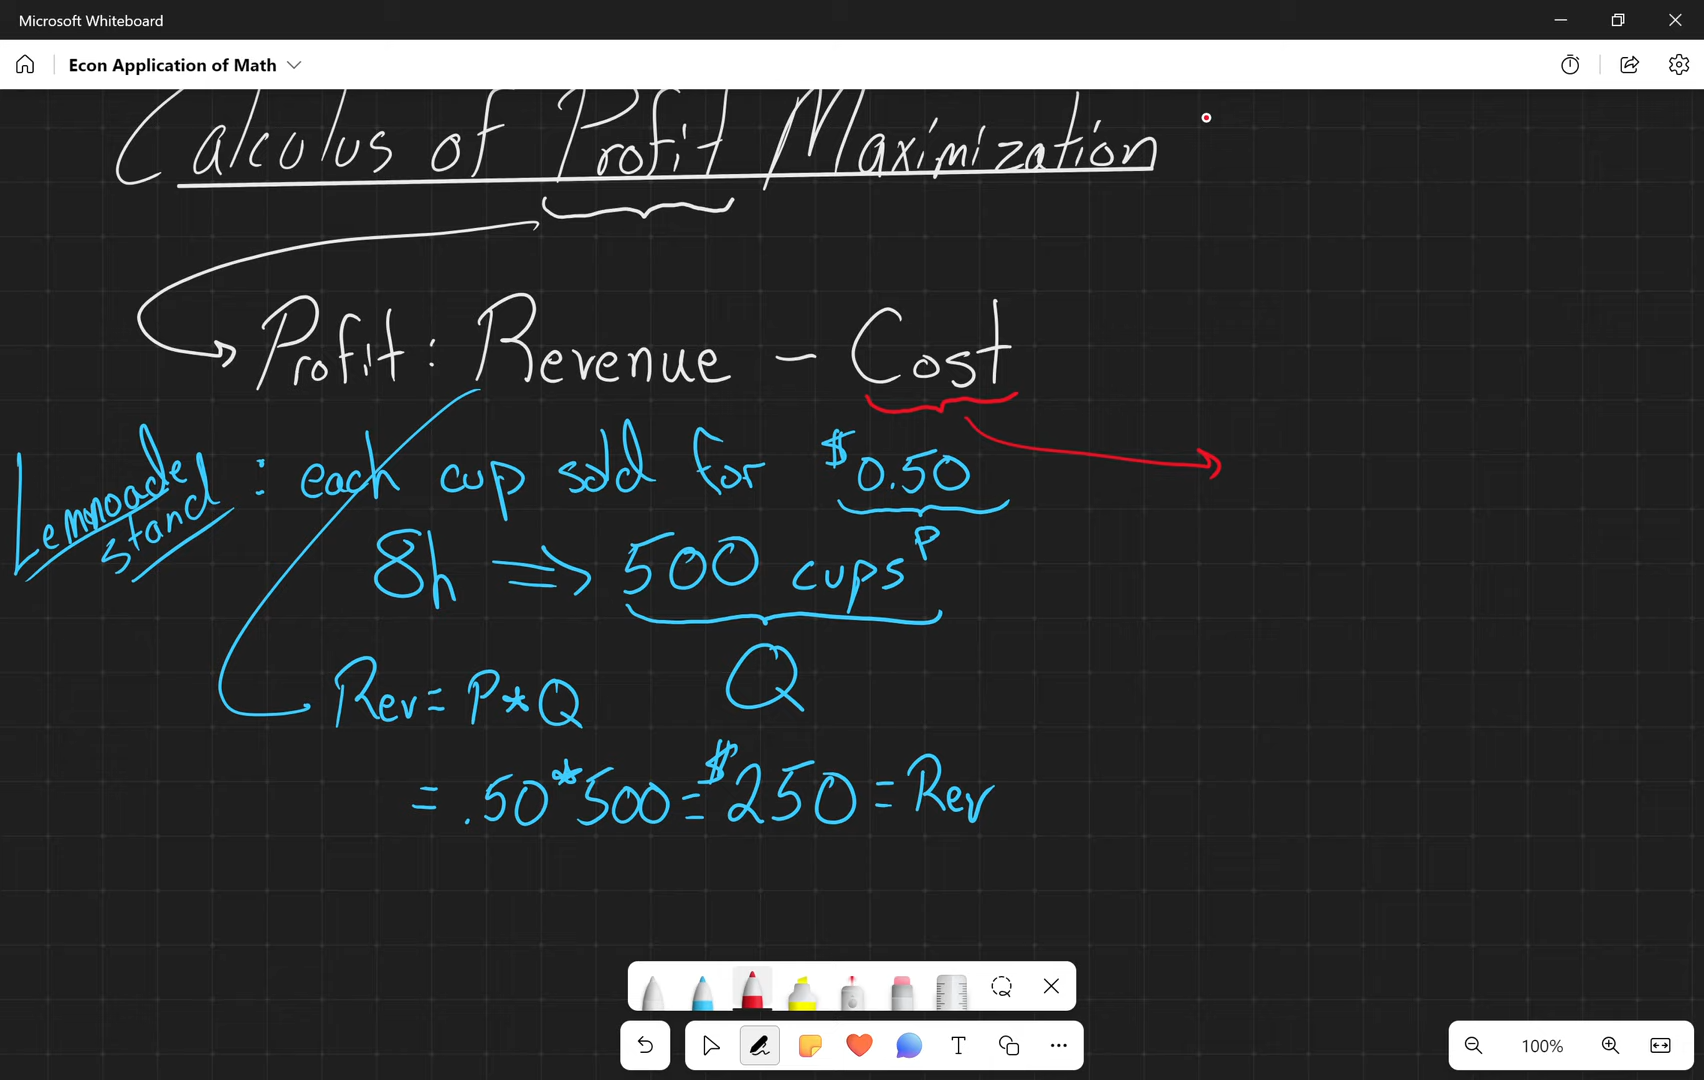 Microsoft Whiteboard
Econ Application of Math
Calculus of Profit Maximization
Profit: Revenue - Cost
Lemmoade stand: each cup sold for $0.50
P
8h ⇒ 500 cups
Q
Rev = P * Q
= .50 * 500 = $250 = Rev
100%